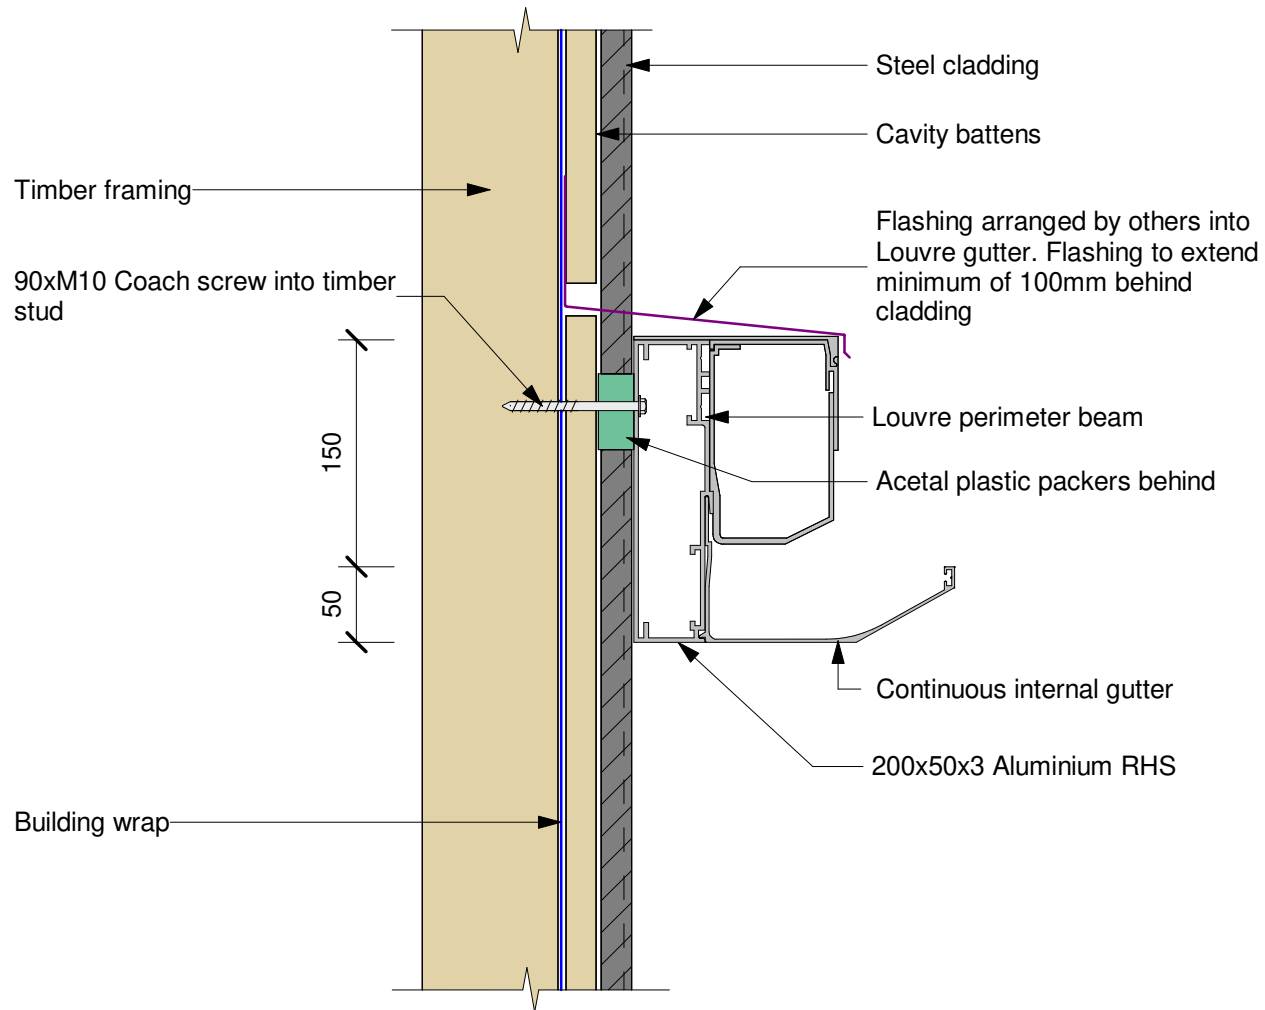 Steel cladding
Cavity battens
Timber framing
Flashing arranged by others into
Louvre gutter. Flashing to extend
minimum of 100mm behind
cladding
90xM10 Coach screw into timber
stud
150
Louvre perimeter beam
Acetal plastic packers behind
50
Continuous internal gutter
200x50x3 Aluminium RHS
Building wrap